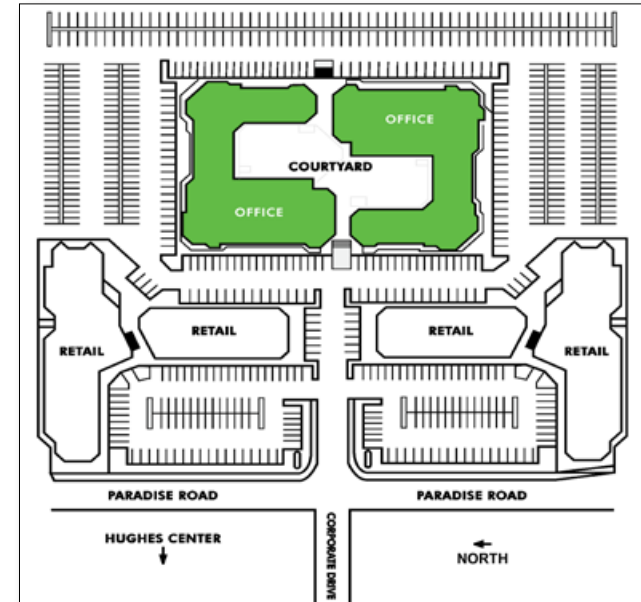 OFFICE
COURTYARD
OFFICE
RETAIL
RETAIL
RETAIL
RETAIL
PARADISE ROAD
PARADISE ROAD
CORPORATE DRIVE
HUGHES CENTER
NORTH